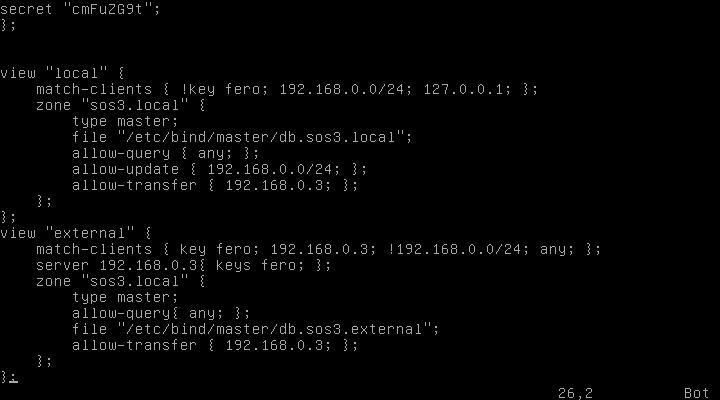 secret "cmFuZG9t";
};
view "local" {
    match-clients { !key fero; 192.168.0.0/24; 127.0.0.1; };
    zone "sos3.local" {
        type master;
        file "/etc/bind/master/db.sos3.local";
        allow-query { any; };
        allow-update { 192.168.0.0/24; };
        allow-transfer { 192.168.0.3; };
    };
};
view "external" {
    match-clients { key fero; 192.168.0.3; !192.168.0.0/24; any; };
    server 192.168.0.3{ keys fero; };
    zone "sos3.local" {
        type master;
        allow-query{ any; };
        file "/etc/bind/master/db.sos3.external";
        allow-transfer { 192.168.0.3; };
    };
};
26,2 Bot